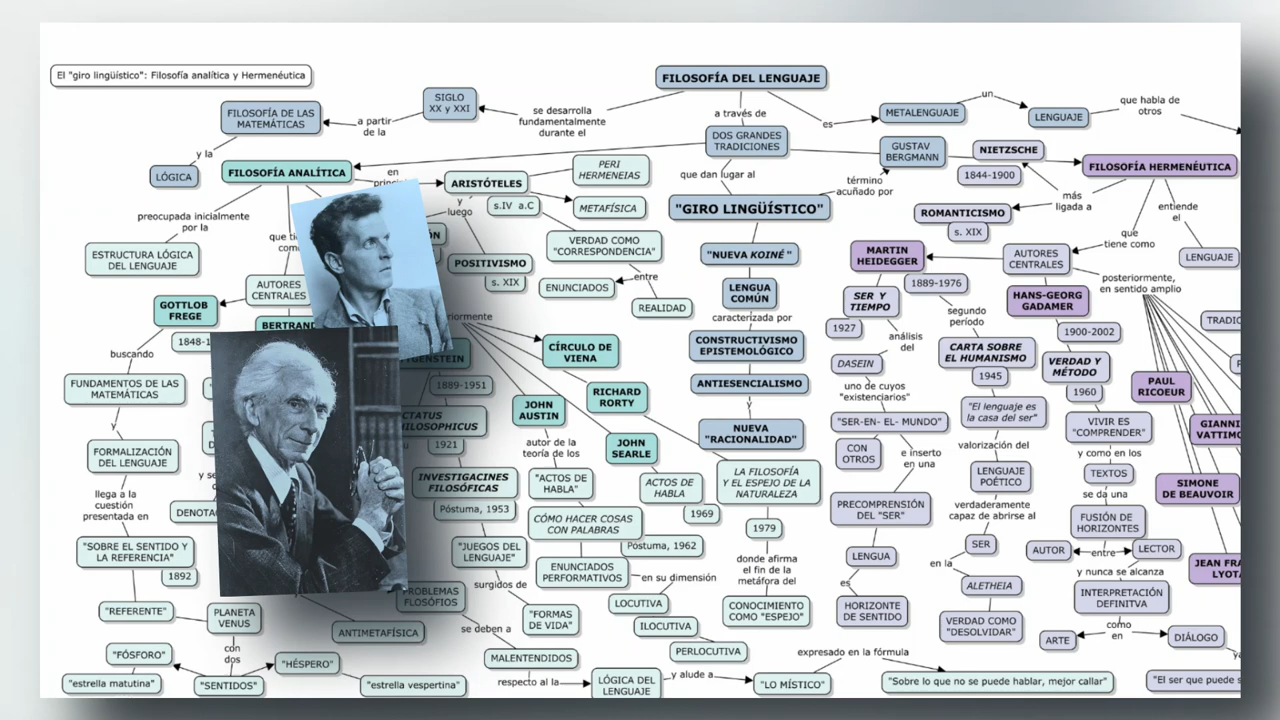 El "giro lingüístico": Filosofía analítica y Hermenéutica
FILOSOFÍA DEL LENGUAJE
SIGLO
XX y XXI
se desarrolla
fundamentalmente
durante el
a través de
es
METALENGUAJE
un
LENGUAJE
que habla de
otros
FILOSOFÍA DE LAS
MATEMÁTICAS
a partir
de la
y la
LÓGICA
DOS GRANDES
TRADICIONES
GUSTAV
BERGMANN
NIETZSCHE
1844-1900
FILOSOFÍA HERMENÉUTICA
FILOSOFÍA ANALÍTICA
en
ARISTÓTELES
s.IV a.C
PERI
HERMENEIAS
METAFÍSICA
que dan lugar al
término
acuñado por
más
ligada a
entiende
el
y
luego
"GIRO LINGÜÍSTICO"
ROMANTICISMO
s. XIX
preocupada inicialmente
por la
ESTRUCTURA LÓGICA
DEL LENGUAJE
VERDAD COMO
"CORRESPONDENCIA"
POSITIVISMO
s. XIX
entre
ENUNCIADOS
REALIDAD
"NUEVA KOINÉ"
LENGUA
COMÚN
caracterizada por
CONSTRUCTIVISMO
EPISTEMOLÓGICO
ANTIESENCIALISMO
y
NUEVA
"RACIONALIDAD"
que
tiene como
AUTORES
CENTRALES
MARTIN
HEIDEGGER
1889-1976
LENGUAJE
posteriormente,
en sentido amplio
AUTORES
CENTRALES
GOTTLOB
FREGE
SER Y
TIEMPO
1927
análisis
del
segundo
período
HANS-GEORG
GADAMER
1900-2002
CARTA SOBRE
EL HUMANISMO
1945
VERDAD Y
MÉTODO
1960
DASEIN
uno de cuyos
"existenciarios"
"SER-EN- EL- MUNDO"
CON
OTROS
e inserto
en una
PRECOMPRENSIÓN
DEL "SER"
LENGUA
es
HORIZONTE
DE SENTIDO
"El lenguaje es
la casa del ser"
valorización del
LENGUAJE
POÉTICO
verdaderamente
capaz de abrirse al
SER
en la
ALETHEIA
VERDAD COMO
"DESOLVIDAR"
VIVIR ES
"COMPRENDER"
y como en los
TEXTOS
se da una
FUSIÓN DE
HORIZONTES
AUTOR
entre
LECTOR
y nunca se alcanza
INTERPRETACIÓN
DEFINITVA
como
en
ARTE
DIÁLOGO
PAUL
RICOEUR
SIMONE
DE BEAUVOIR
buscando
FUNDAMENTOS DE LAS
MATEMÁTICAS
y
FORMALIZACIÓN
DEL LENGUAJE
llega a la
cuestión
presentada en
"SOBRE EL SENTIDO Y
LA REFERENCIA"
1892
"REFERENTE"
PLANETA
VENUS
con
dos
"FÓSFORO"
"estrella matutina"
"SENTIDOS"
"HÉSPERO"
"estrella vespertina"
ANTIMETAFÍSICA
1889-1951
1921
INVESTIGACINES
FILOSÓFICAS
Póstuma, 1953
"JUEGOS DEL
LENGUAJE"
surgidos de
"FORMAS
DE VIDA"
se deben a
MALENTENDIDOS
respecto al la
LÓGICA DEL
LENGUAJE
y alude a
"LO MÍSTICO"
expresado en la fórmula
"Sobre lo que no se puede hablar, mejor callar"
"El ser que puede s
CÍRCULO DE
VIENA
RICHARD
RORTY
JOHN
AUSTIN
JOHN
SEARLE
autor de la
teoría de los
"ACTOS DE
HABLA"
ACTOS DE
HABLA
1969
LA FILOSOFÍA
Y EL ESPEJO DE LA
NATURALEZA
1979
donde afirma
el fin de la
metáfora del
CONOCIMIENTO
COMO "ESPEJO"
CÓMO HACER COSAS
CON PALABRAS
Póstuma, 1962
ENUNCIADOS
PERFORMATIVOS
en su dimensión
LOCUTIVA
ILOCUTIVA
PERLOCUTIVA